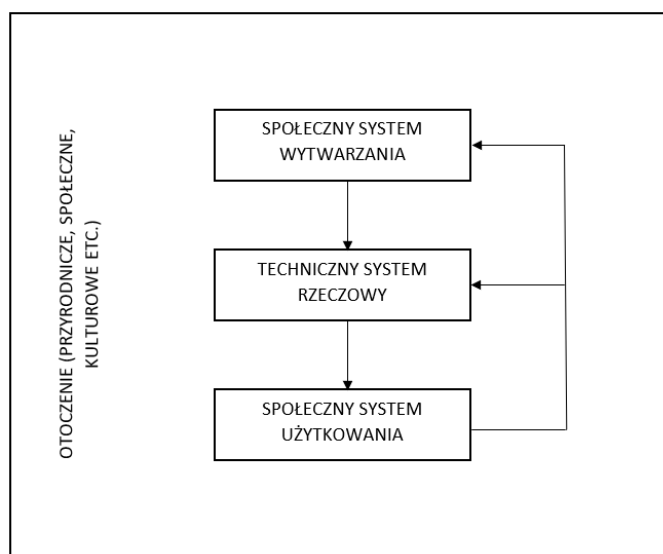 OTOCZENIE (PRZYRODNICZE, SPOŁECZNE,
KULTUROWE ETC.)
SPOŁECZNY SYSTEM
WYTWARZANIA
TECHNICZNY SYSTEM
RZECZOWY
SPOŁECZNY SYSTEM
UŻYTKOWANIA